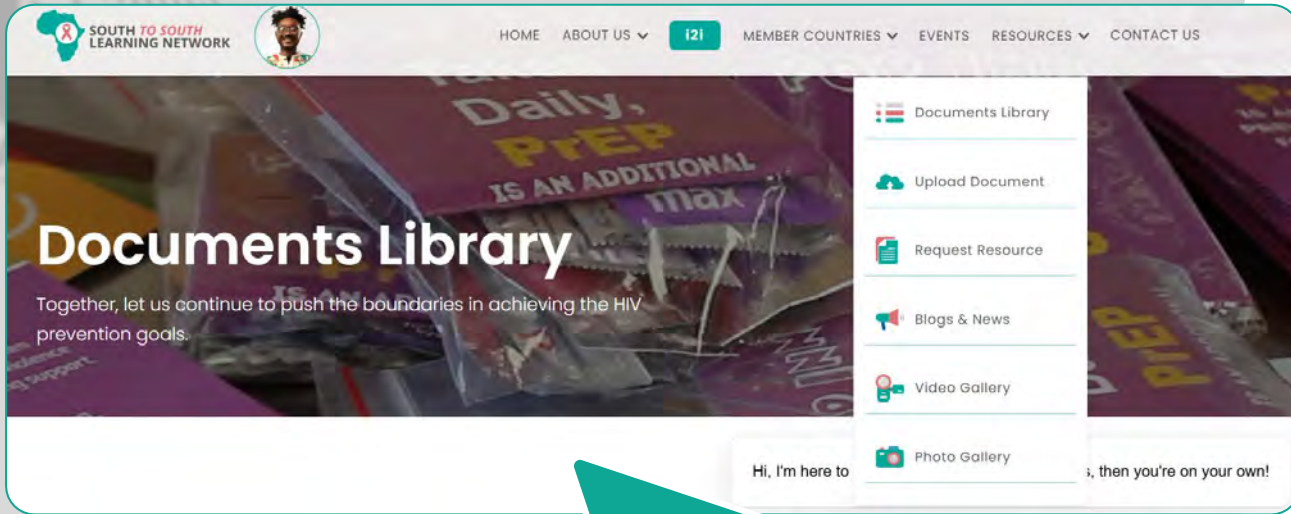 SOUTH TO SOUTH
LEARNING NETWORK
HOME ABOUT US i2i MEMBER COUNTRIES EVENTS RESOURCES CONTACT US
Daily,
PrEP
IS AN ADDITIONAL
max
Documents Library
Together, let us continue to push the boundaries in achieving the HIV
prevention goals.
support.
PrEP
Documents Library
Upload Document
Request Resource
Blogs & News
Video Gallery
Photo Gallery
Hi, I'm here to
, then you're on your own!